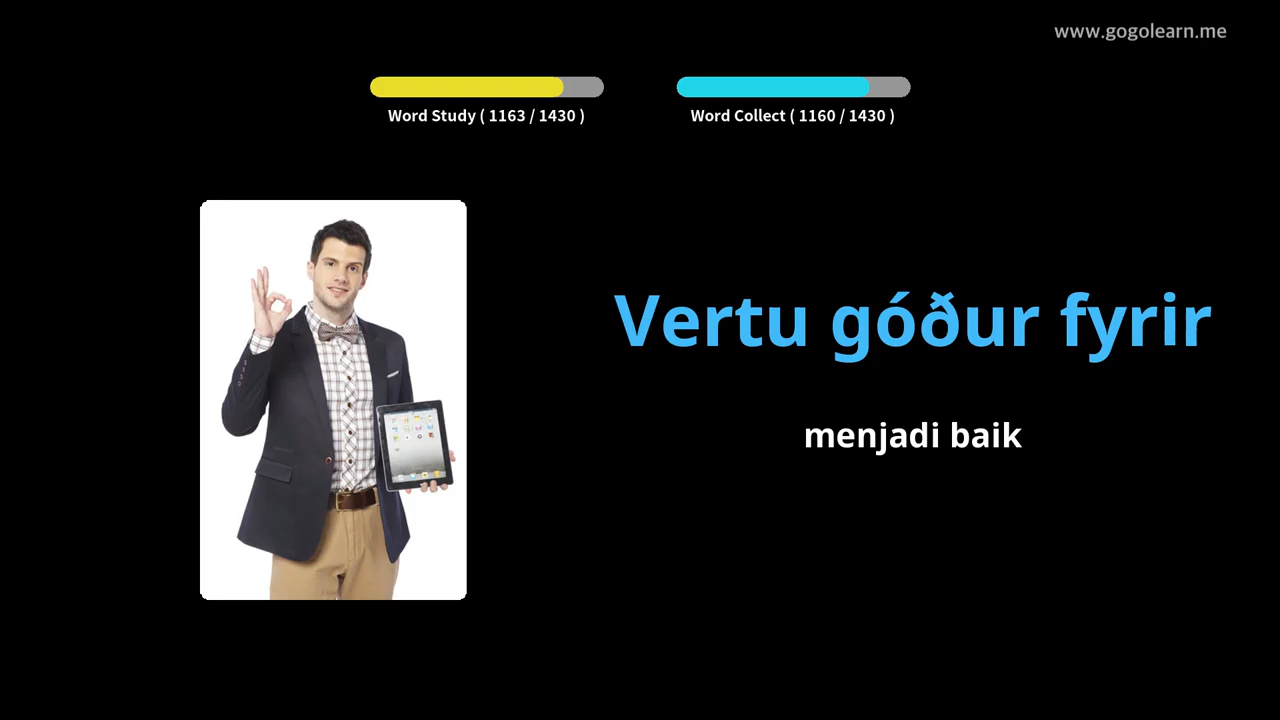 www.gogolearn.me
Word Study ( 1163 / 1430 )
Word Collect ( 1160 / 1430 )
Vertu góður fyrir
menjadi baik